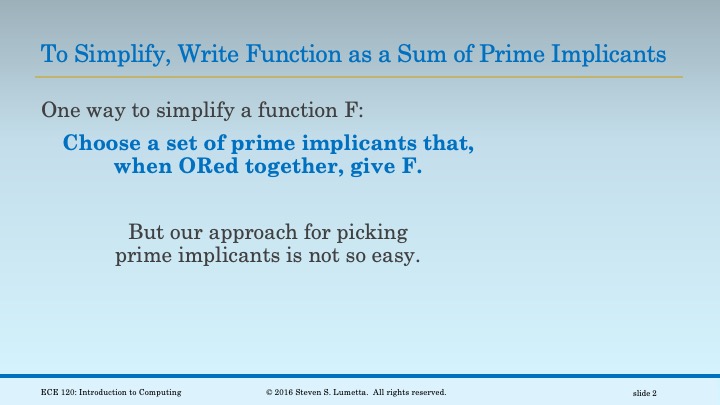 To Simplify, Write Function as a Sum of Prime Implicants
One way to simplify a function F:
Choose a set of prime implicants that,
when ORed together, give F.
But our approach for picking
prime implicants is not so easy.
ECE 120: Introduction to Computing
© 2016 Steven S. Lumetta.  All rights reserved.
slide 2